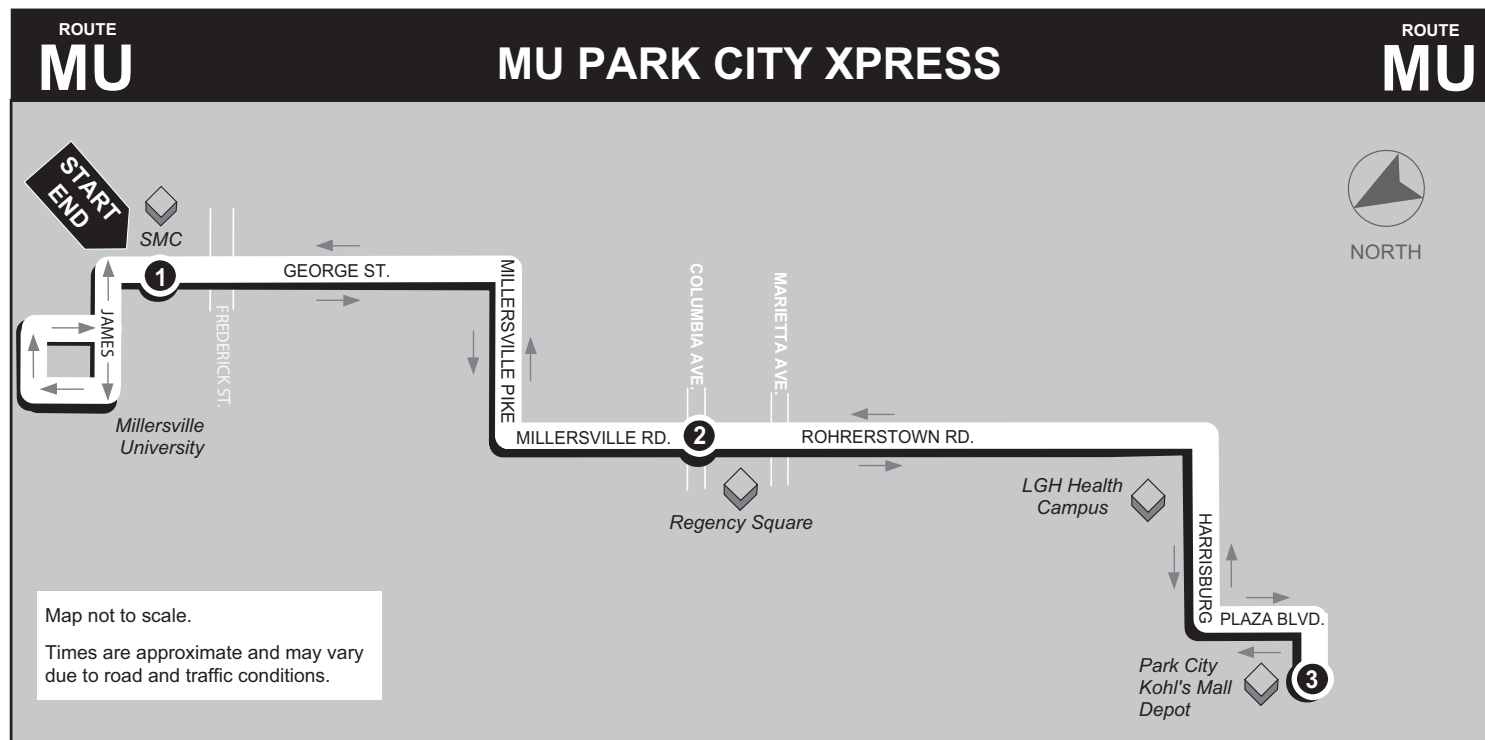 ROUTE
MU
MU PARK CITY XPRESS
ROUTE
MU
START
END
SMC
NORTH
1
GEORGE ST.
JAMES
FREDERICK ST.
MILLERSVILLE PIKE
COLUMBIA AVE.
MARIETTA AVE.
Millersville
University
MILLERSVILLE RD.
2
ROHRERSTOWN RD.
Regency Square
LGH Health
Campus
HARRISBURG
PLAZA BLVD.
Park City
Kohl's Mall
Depot
3
Map not to scale.
Times are approximate and may vary
due to road and traffic conditions.